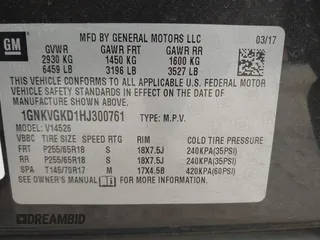 GM
MFD BY GENERAL MOTORS LLC
03/17
GVWR GAWR FRT GAWR RR
2930 KG 1450 KG 1600 KG
6459 LB 3196 LB 3527 LB
THIS VEHICLE CONFORMS TO ALL APPLICABLE U.S. FEDERAL MOTOR
VEHICLE SAFETY STANDARDS IN EFFECT ON THE DATE OF
MANUFACTURE SHOWN ABOVE.
1GNKVGKD1HJ300761 TYPE: M.P.V.
V14526
VBBC TIRE SIZE SPEED RTG RIM COLD TIRE PRESSURE
FRT P255/65R18 S 18X7.5J 240KPA(35PSI)
RR P255/65R18 S 18X7.5J 240KPA(35PSI)
SPA T145/70R17 M 17X4.5B 420KPA(60PSI)
SEE OWNER'S MANUAL FOR ADDITIONAL INFORMATION.
DREAMBID